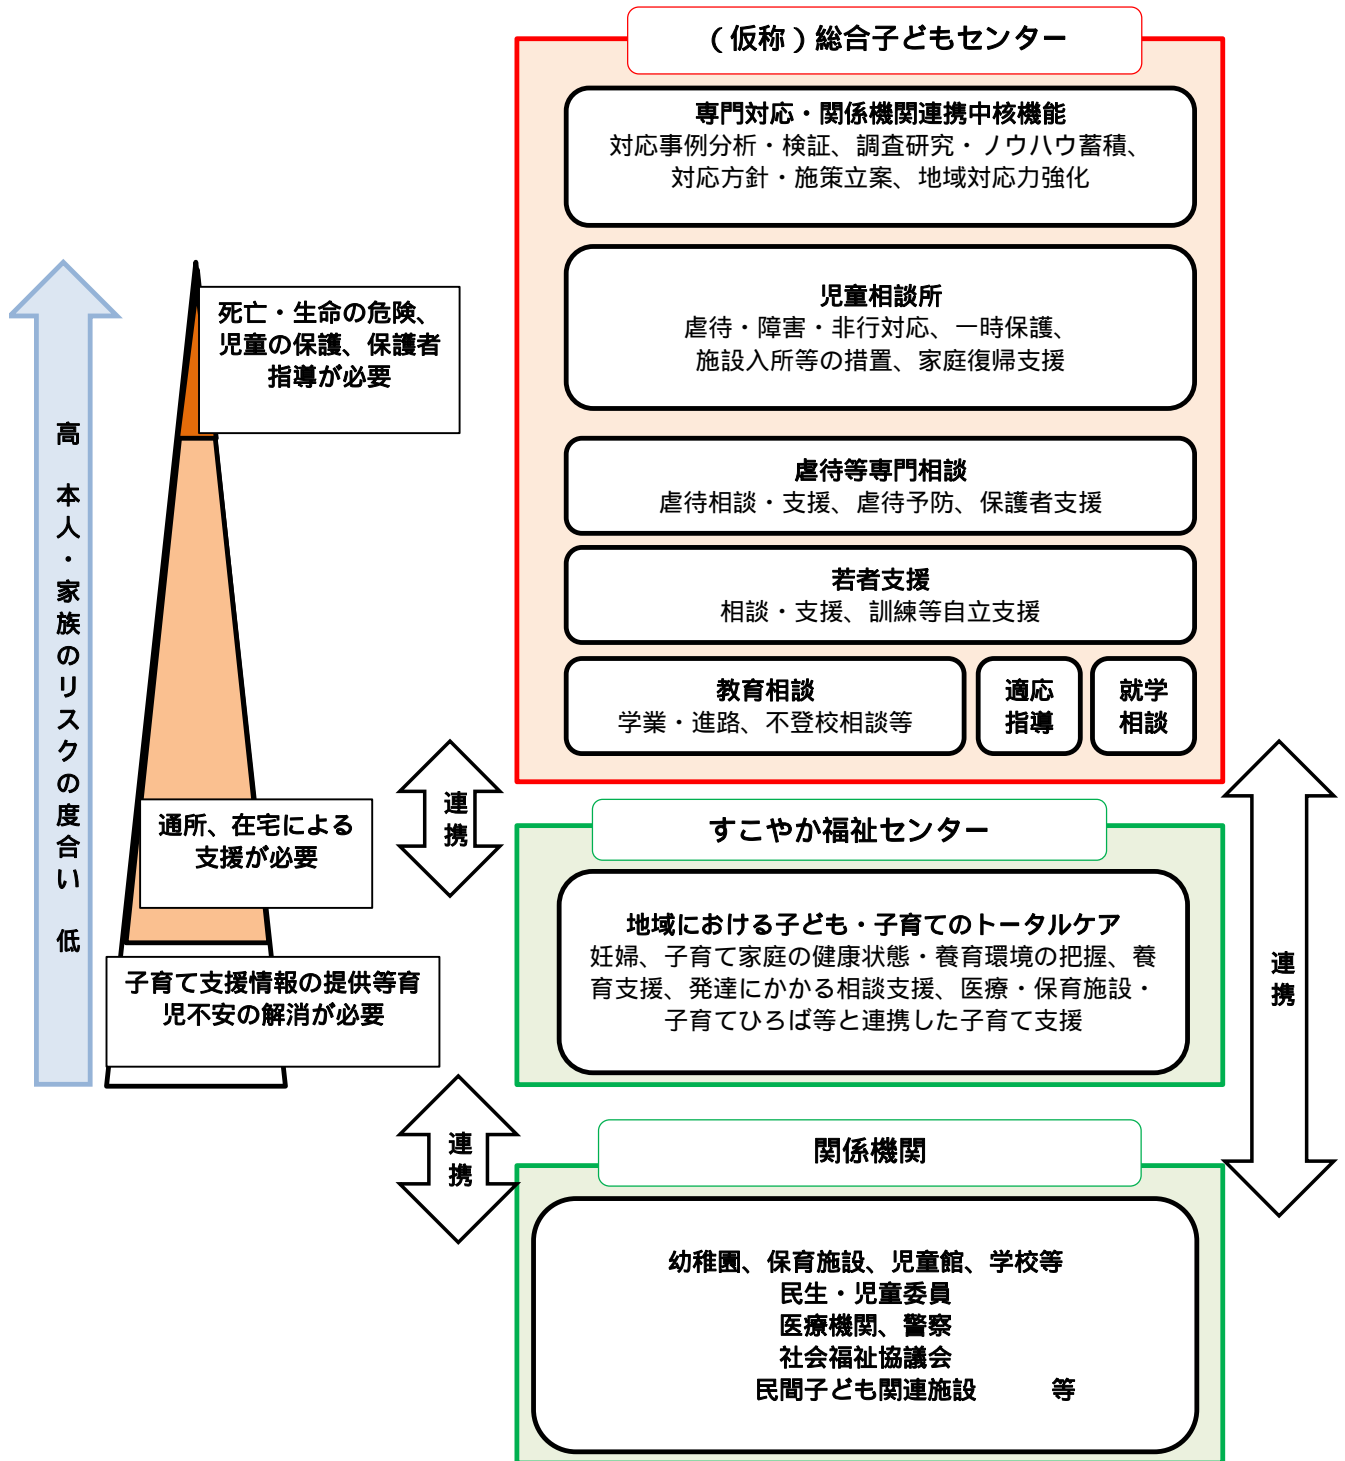 （仮称）総合子どもセンター
専門対応・関係機関連携中核機能
対応事例分析・検証、調査研究・ノウハウ蓄積、
対応方針・施策立案、地域対応力強化
児童相談所
虐待・障害・非行対応、一時保護、
施設入所等の措置、家庭復帰支援
虐待等専門相談
虐待相談・支援、虐待予防、保護者支援
若者支援
相談・支援、訓練等自立支援
教育相談
学業・進路、不登校相談等
適応
指導
就学
相談
高　本人・家族のリスクの度合い　低
死亡・生命の危険、
児童の保護、保護者
指導が必要
通所、在宅による
支援が必要
子育て支援情報の提供等育
児不安の解消が必要
連携
すこやか福祉センター
地域における子ども・子育てのトータルケア
妊婦、子育て家庭の健康状態・養育環境の把握、養
育支援、発達にかかる相談支援、医療・保育施設・
子育てひろば等と連携した子育て支援
連携
連携
関係機関
幼稚園、保育施設、児童館、学校等
民生・児童委員
医療機関、警察
社会福祉協議会
民間子ども関連施設　　　等